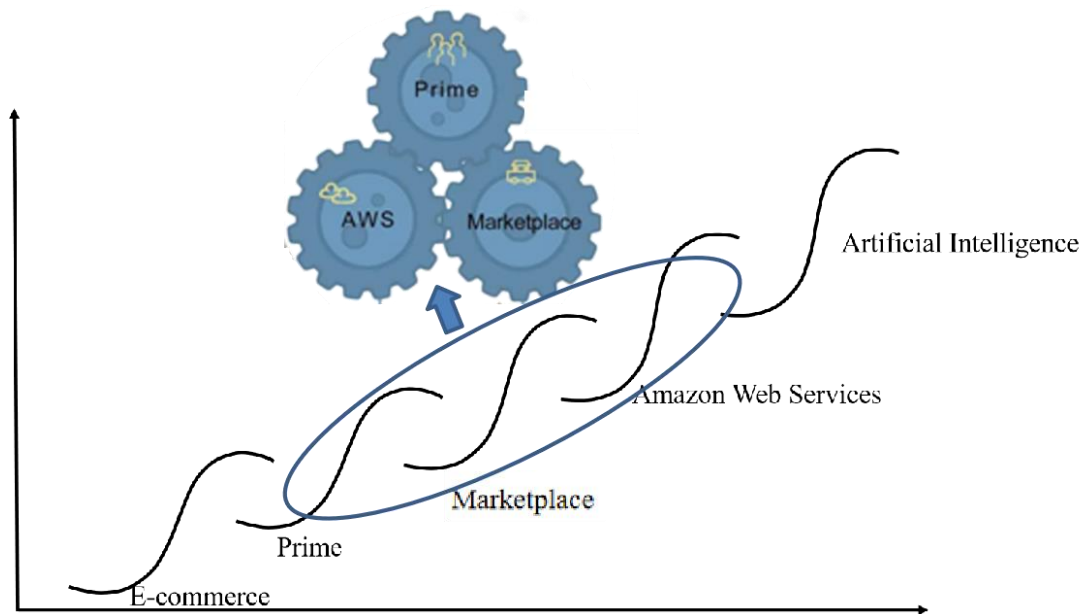 Prime
AWS
Marketplace
Artificial Intelligence
Amazon Web Services
Marketplace
Prime
E-commerce